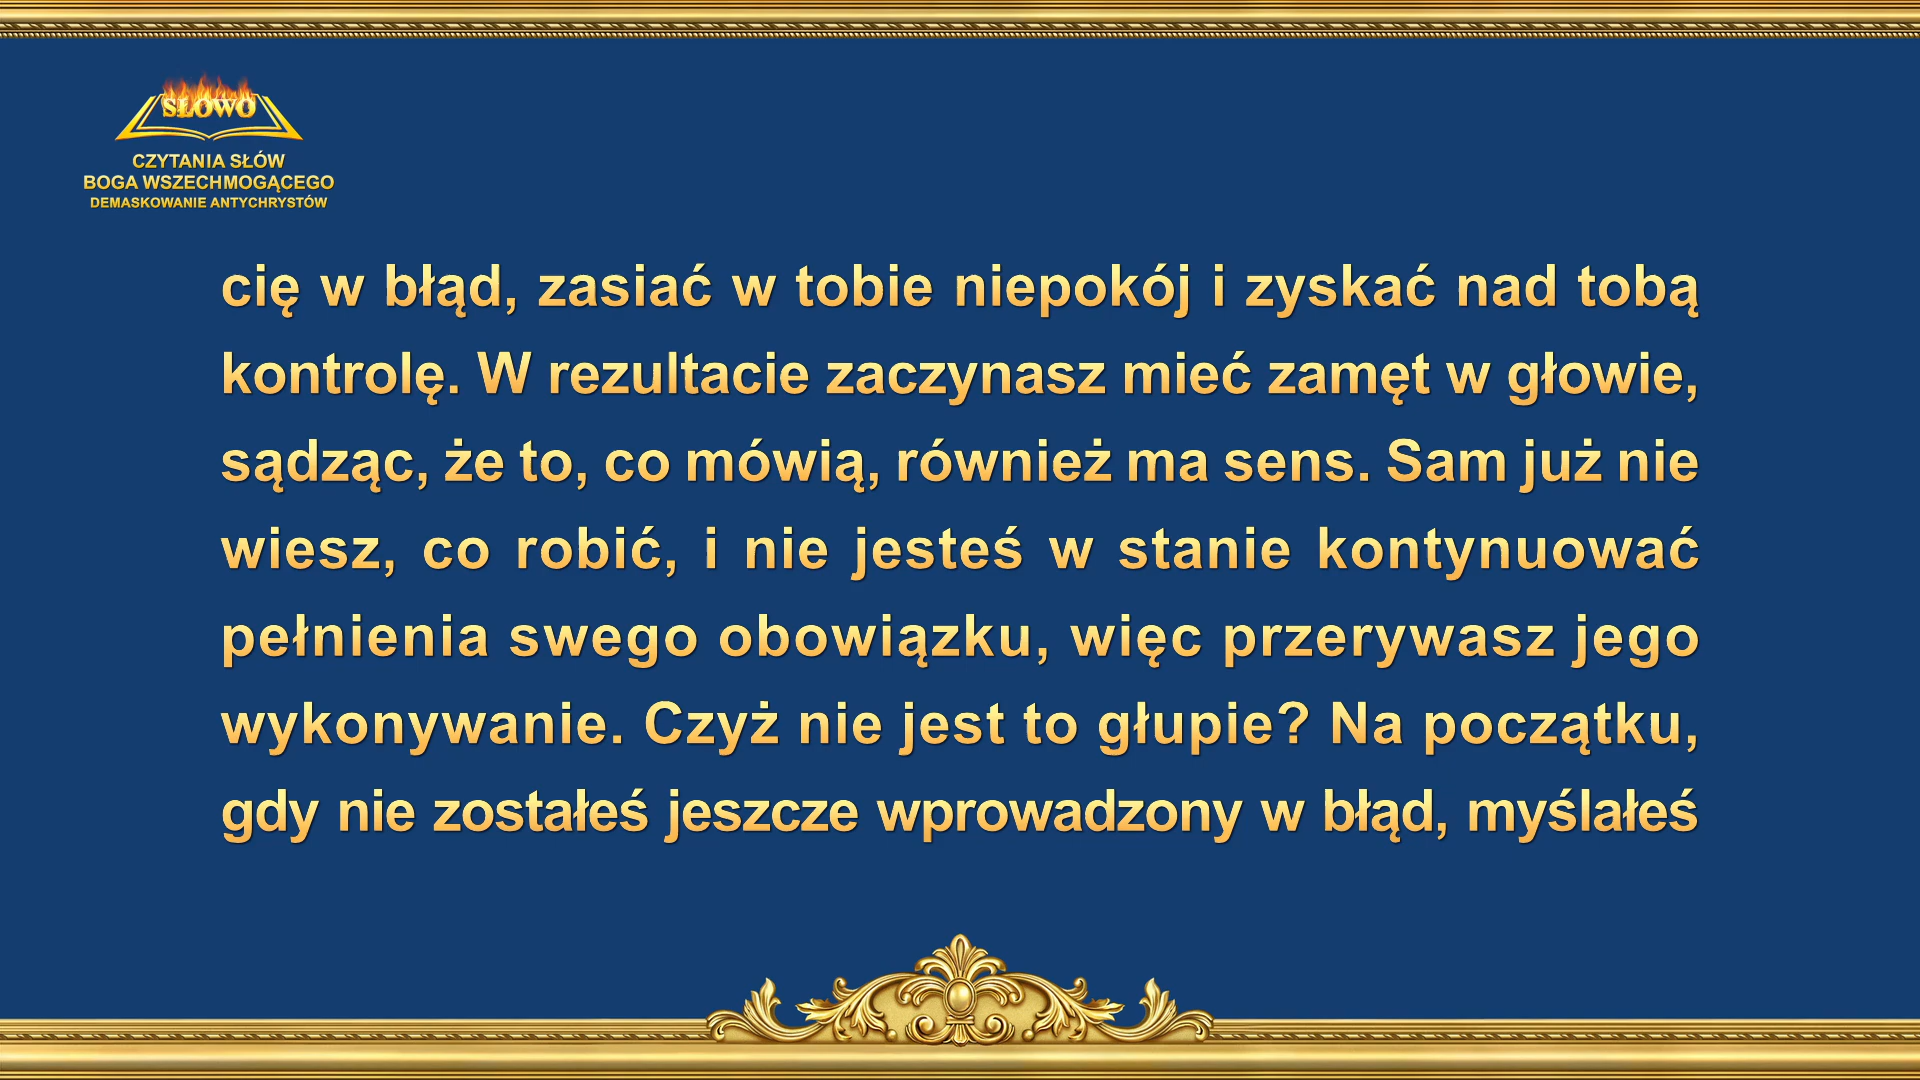 SŁOWO
CZYTANIA SŁÓW
BOGA WSZECHMOGĄCEGO
DEMASKOWANIE ANTYCHRYSTÓW
cię w błąd, zasiać w tobie niepokój i zyskać nad tobą
kontrolę. W rezultacie zaczynasz mieć zamęt w głowie,
sądząc, że to, co mówią, również ma sens. Sam już nie
wiesz, co robić, i nie jesteś w stanie kontynuować
pełnienia swego obowiązku, więc przerywasz jego
wykonywanie. Czyż nie jest to głupie? Na początku,
gdy nie zostałeś jeszcze wprowadzony w błąd, myślałeś